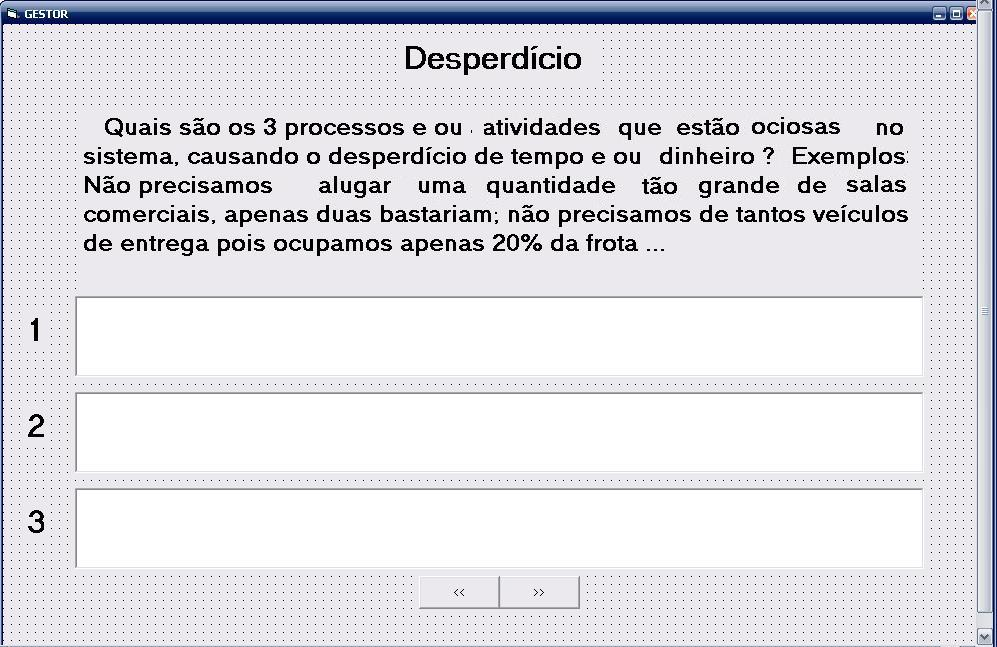 GESTOR
Desperdício
Quais são os 3 processos e ou atividades que estão ociosas no
sistema, causando o desperdício de tempo e ou dinheiro ? Exemplos:
Não precisamos alugar uma quantidade tão grande de salas
comerciais, apenas duas bastariam; não precisamos de tantos veículos
de entrega pois ocupamos apenas 20% da frota ...
1
2
3
<< >>